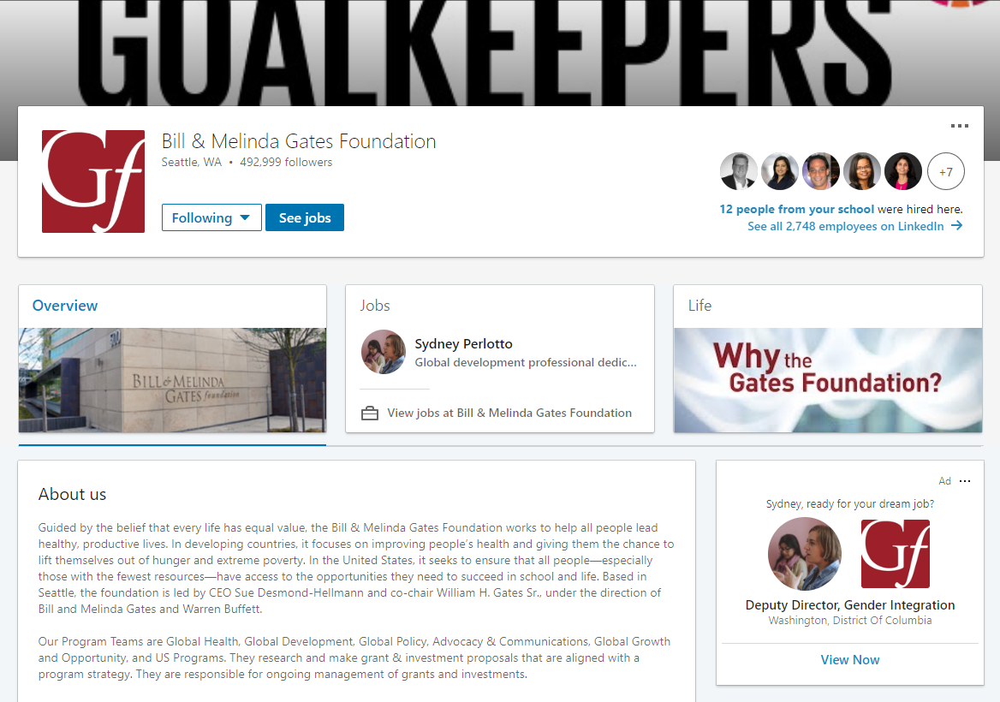 GOALKEEPERS
Gf
Bill & Melinda Gates Foundation
Seattle, WA • 492,999 followers
Following
See jobs
+7
12 people from your school were hired here.
See all 2,748 employees on LinkedIn →
Overview
500
BILL & MELINDA
GATES foundation
Jobs
Sydney Perlotto
Global development professional dedic...
View jobs at Bill & Melinda Gates Foundation
Life
Why the
Gates Foundation?
About us
Guided by the belief that every life has equal value, the Bill & Melinda Gates Foundation works to help all people lead
healthy, productive lives. In developing countries, it focuses on improving people's health and giving them the chance to
lift themselves out of hunger and extreme poverty. In the United States, it seeks to ensure that all people—especially
those with the fewest resources—have access to the opportunities they need to succeed in school and life. Based in
Seattle, the foundation is led by CEO Sue Desmond-Hellmann and co-chair William H. Gates Sr., under the direction of
Bill and Melinda Gates and Warren Buffett.
Our Program Teams are Global Health, Global Development, Global Policy, Advocacy & Communications, Global Growth
and Opportunity, and US Programs. They research and make grant & investment proposals that are aligned with a
program strategy. They are responsible for ongoing management of grants and investments.
Ad
Sydney, ready for your dream job?
Gf
Deputy Director, Gender Integration
Washington, District Of Columbia
View Now